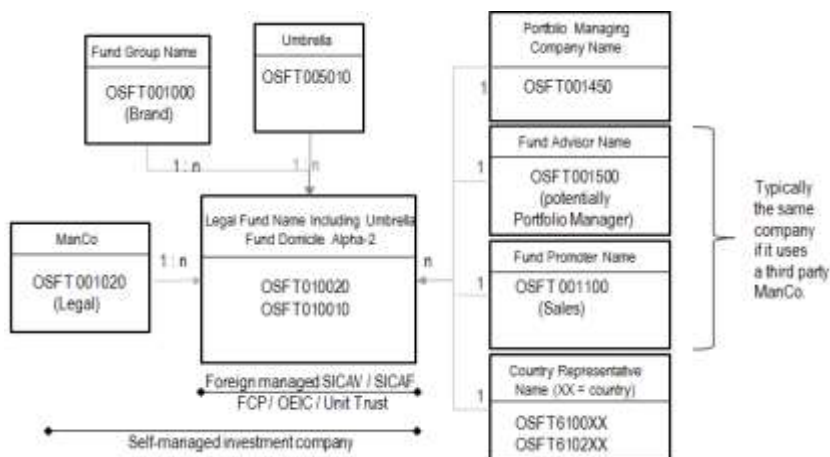 Fund Group Name
OSFT001000
(Brand)
Umbrella
OSFT005010
Portfolio Managing
Company Name
OSFT001450
1 : n
1: n
1
Fund Advisor Name
OSFT001500
(potentially
Portfolio Manager)
1
ManCo
OSFT001020
(Legal)
1 : n
Legal Fund Name Including Umbrella
Fund Domicile Alpha-2
OSFT010020
OSFT010010
n
Fund Promoter Name
OSFT001100
(Sales)
1
Typically
the same
company
if it uses
a third party
ManCo.
Country Representative
Name (XX = country)
OSFT6100XX
OSFT6102XX
1
Foreign managed SICAV / SICAF
FCP / OEIC / Unit Trust
Self-managed investment company